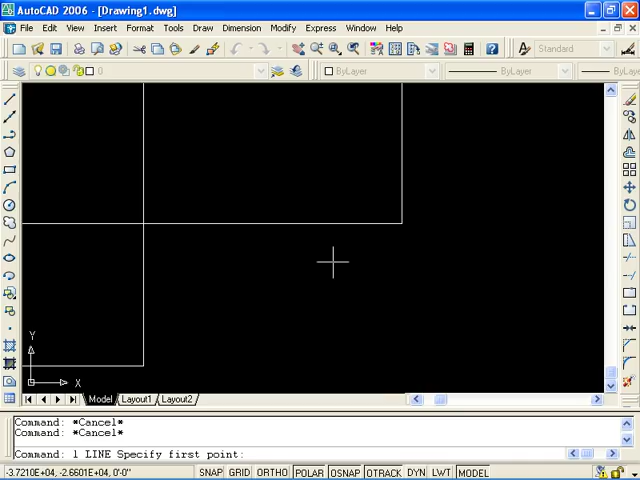 AutoCAD 2006 - [Drawing1.dwg]
File Edit View Insert Format Tools Draw Dimension Modify Express Window Help
Standard
0 ByLayer ByLayer ByLaye
Y
X
Model Layout1 Layout2
Command: *Cancel*
Command: *Cancel*
Command: l LINE Specify first point:
-3.7210E+04, -2.6601E+04, 0'-0" SNAP GRID ORTHO POLAR OSNAP OTRACK DYN LWT MODEL